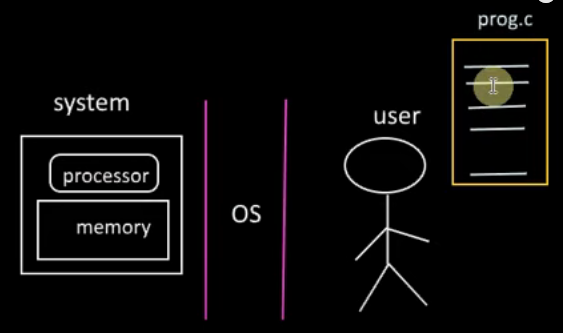 prog.c
system
user
processor
OS
memory